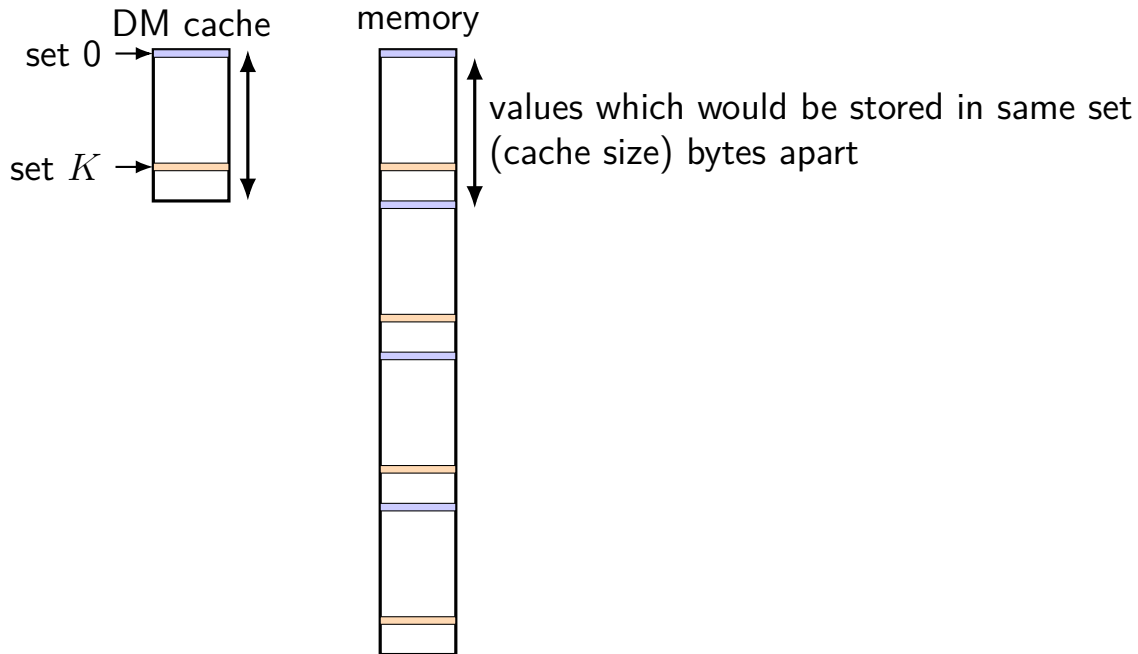 DM cache
memory
set 0
values which would be stored in same set
(cache size) bytes apart
set K